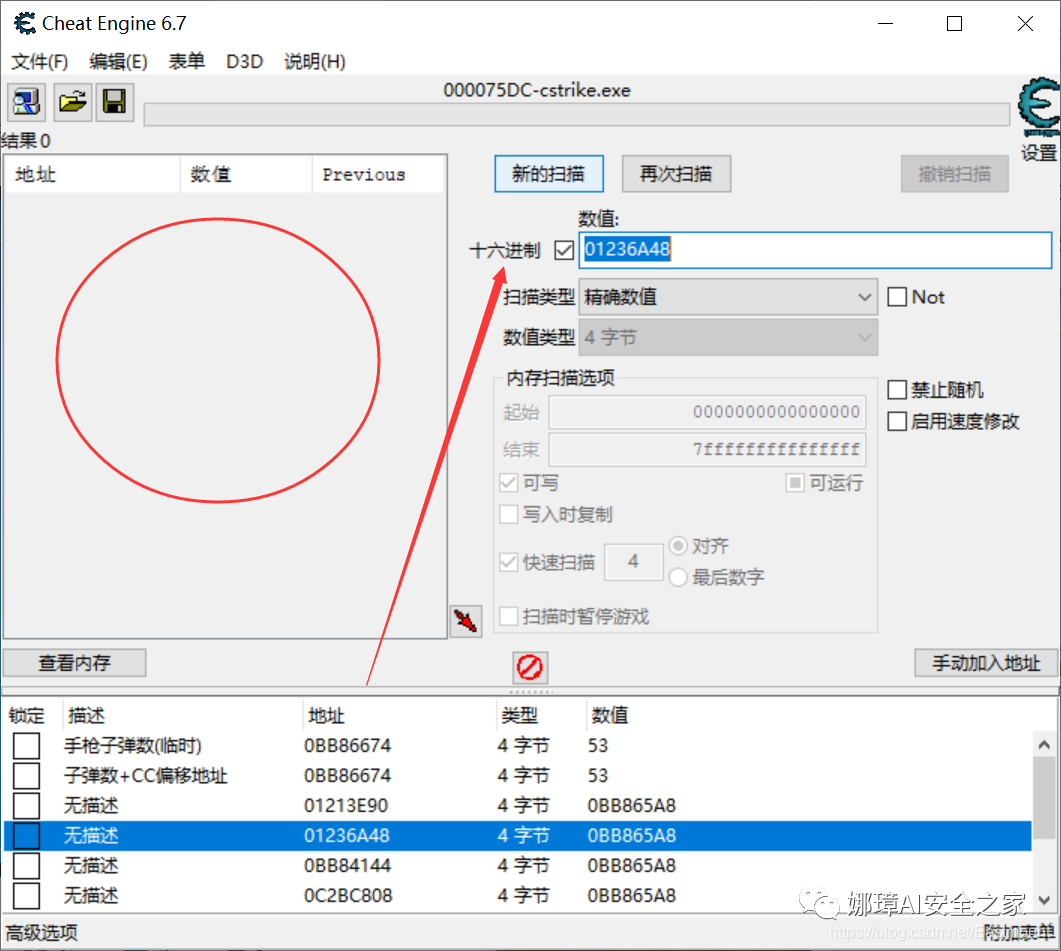 Cheat Engine 6.7
文件(F) 编辑(E) 表单 D3D 说明(H)
000075DC-cstrike.exe
结果 0
设置
地址 数值 Previous
新的扫描 再次扫描 撤销扫描
数值:
十六进制 01236A48
扫描类型 精确数值 Not
数值类型 4 字节
内存扫描选项
起始 0000000000000000
禁止随机
结束 7fffffffffffffff
启用速度修改
可写 可运行
写入时复制
快速扫描 4 对齐
最后数字
扫描时暂停游戏
查看内存 手动加入地址
锁定 描述 地址 类型 数值
手枪子弹数(临时) 0BB86674 4 字节 53
子弹数+CC偏移地址 0BB86674 4 字节 53
无描述 01213E90 4 字节 0BB865A8
无描述 01236A48 4 字节 0BB865A8
无描述 0BB84144 4 字节 0BB865A8
无描述 0C2BC808 4 字节 0BB865A8
娜璋AI安全之家
高级选项 附加表单
https://blog.csdn.net/